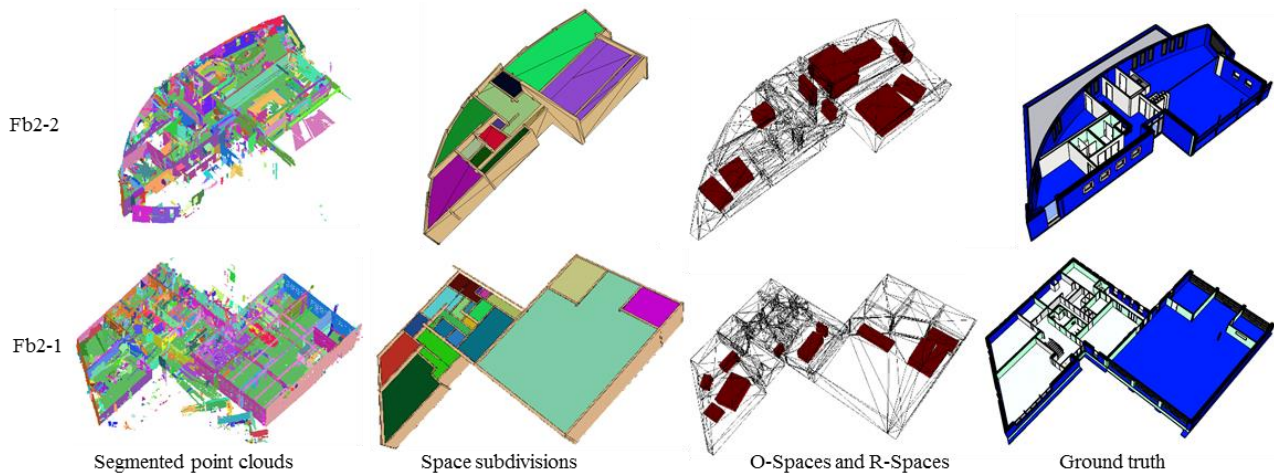 Fb2-2
Fb2-1
Segmented point clouds
Space subdivisions
O-Spaces and R-Spaces
Ground truth